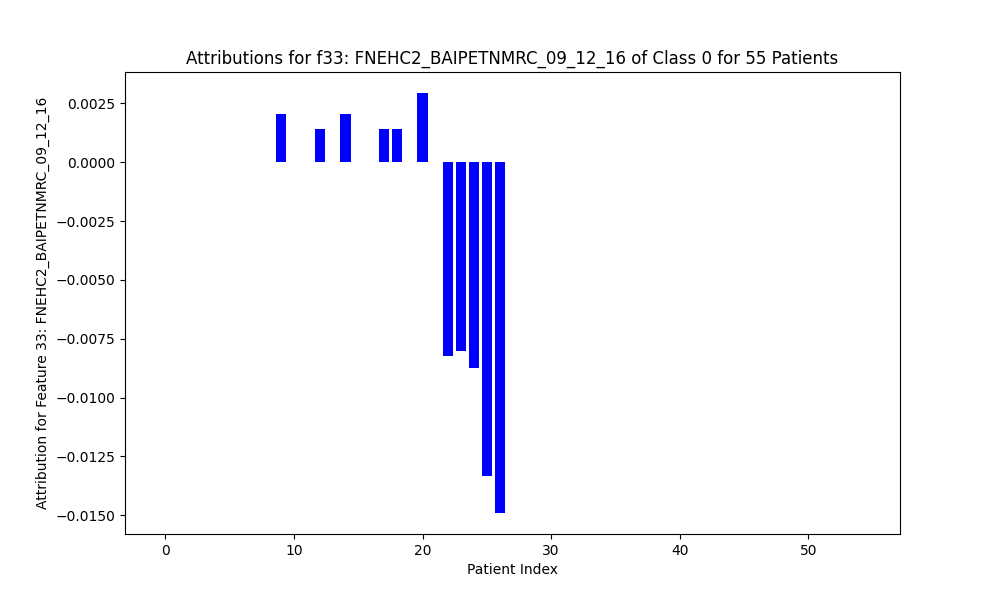 Attributions for f33: FNEHC2_BAIPETNMRC_09_12_16 of Class 0 for 55 Patients
Attribution for Feature 33: FNEHC2_BAIPETNMRC_09_12_16
0.0025
0.0000
−0.0025
−0.0050
−0.0075
−0.0100
−0.0125
−0.0150
0 10 20 30 40 50
Patient Index